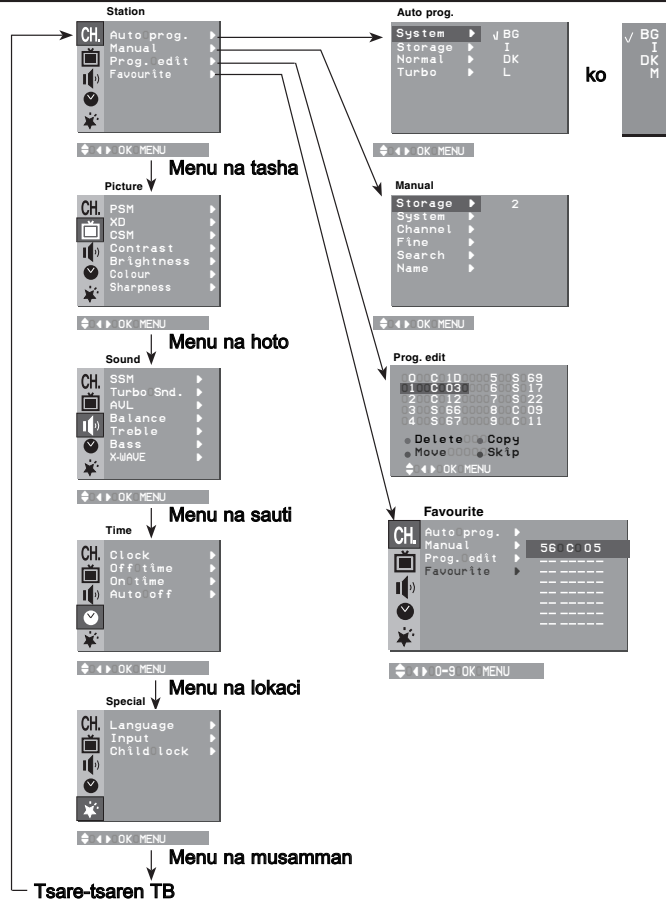 Station
CH.
Auto prog.
Manual
Prog. edit
Favourite
OK MENU
Menu na tasha
Picture
CH.
PSM
XD
CSM
Contrast
Brightness
Colour
Sharpness
OK MENU
Menu na hoto
Sound
CH.
SSM
Turbo Snd.
AVL
Balance
Treble
Bass
X-WAVE
OK MENU
Menu na sauti
Time
CH.
Clock
Off time
On time
Auto off
OK MENU
Menu na lokaci
Special
CH.
Language
Input
Child lock
OK MENU
Menu na musamman
Tsare-tsaren TB
Auto prog.
System √ BG
Storage I
Normal DK
Turbo L
OK MENU
ko
√ BG
I
DK
M
Manual
Storage 2
System
Channel
Fine
Search
Name
OK MENU
Prog. edit
0 C 10 5 S 69
1 C 03 6 S 17
2 C 12 7 S 22
3 S 66 8 C 09
4 S 67 9 C 11
Delete Copy
Move Skip
OK MENU
Favourite
CH.
Auto prog.
Manual
Prog. edit
Favourite
56 C 05
-- ------
-- ------
-- ------
-- ------
-- ------
-- ------
-- ------
0-9 OK MENU